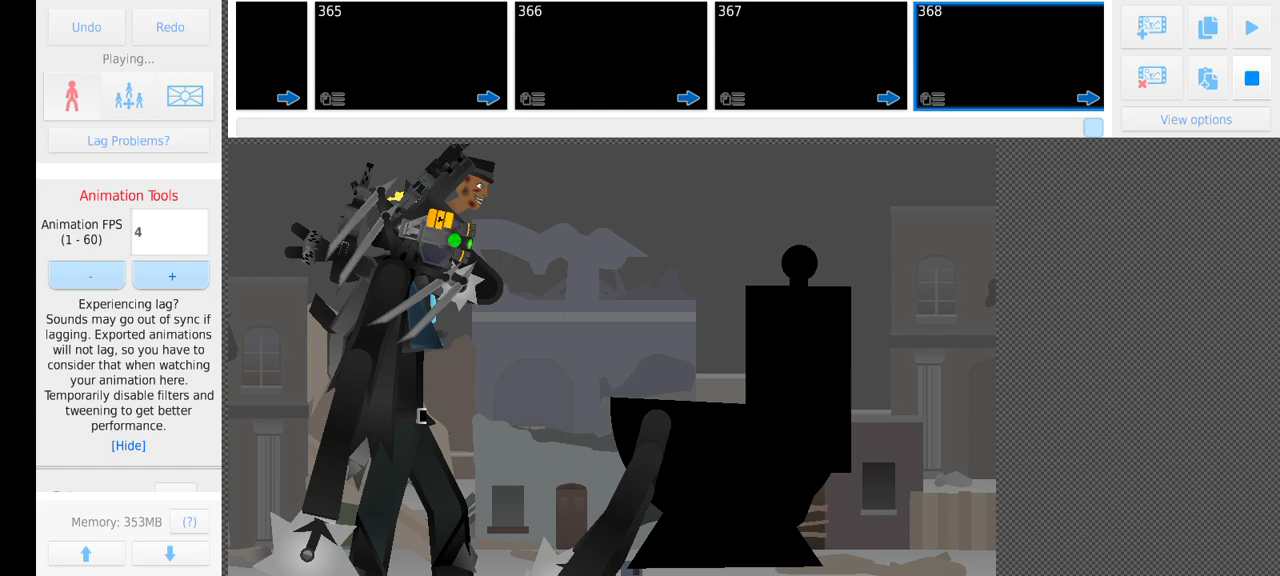 Undo Redo
Playing...
Lag Problems?
Animation Tools
Animation FPS
(1 - 60)
4
- +
Experiencing lag?
Sounds may go out of sync if
lagging. Exported animations
will not lag, so you have to
consider that when watching
your animation here.
Temporarily disable filters and
tweening to get better
performance.
[Hide]
Memory: 353MB (?)
365 366 367 368
View options